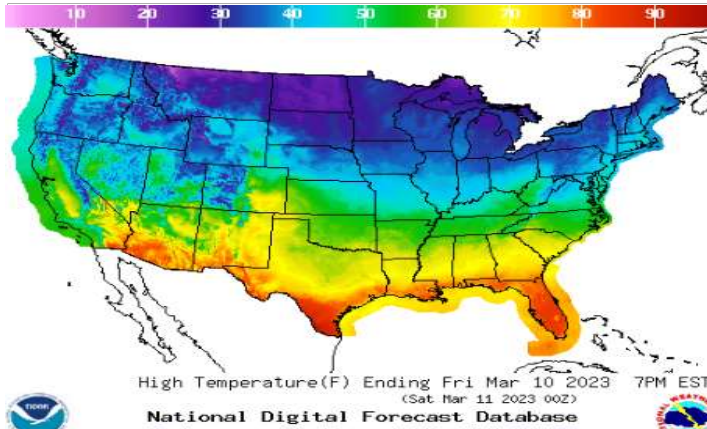 10 20 30 40 50 60 70 80 90
High Temperature(F) Ending Fri Mar 10 2023 7PM EST
(Sat Mar 11 2023 00Z)
National Digital Forecast Database